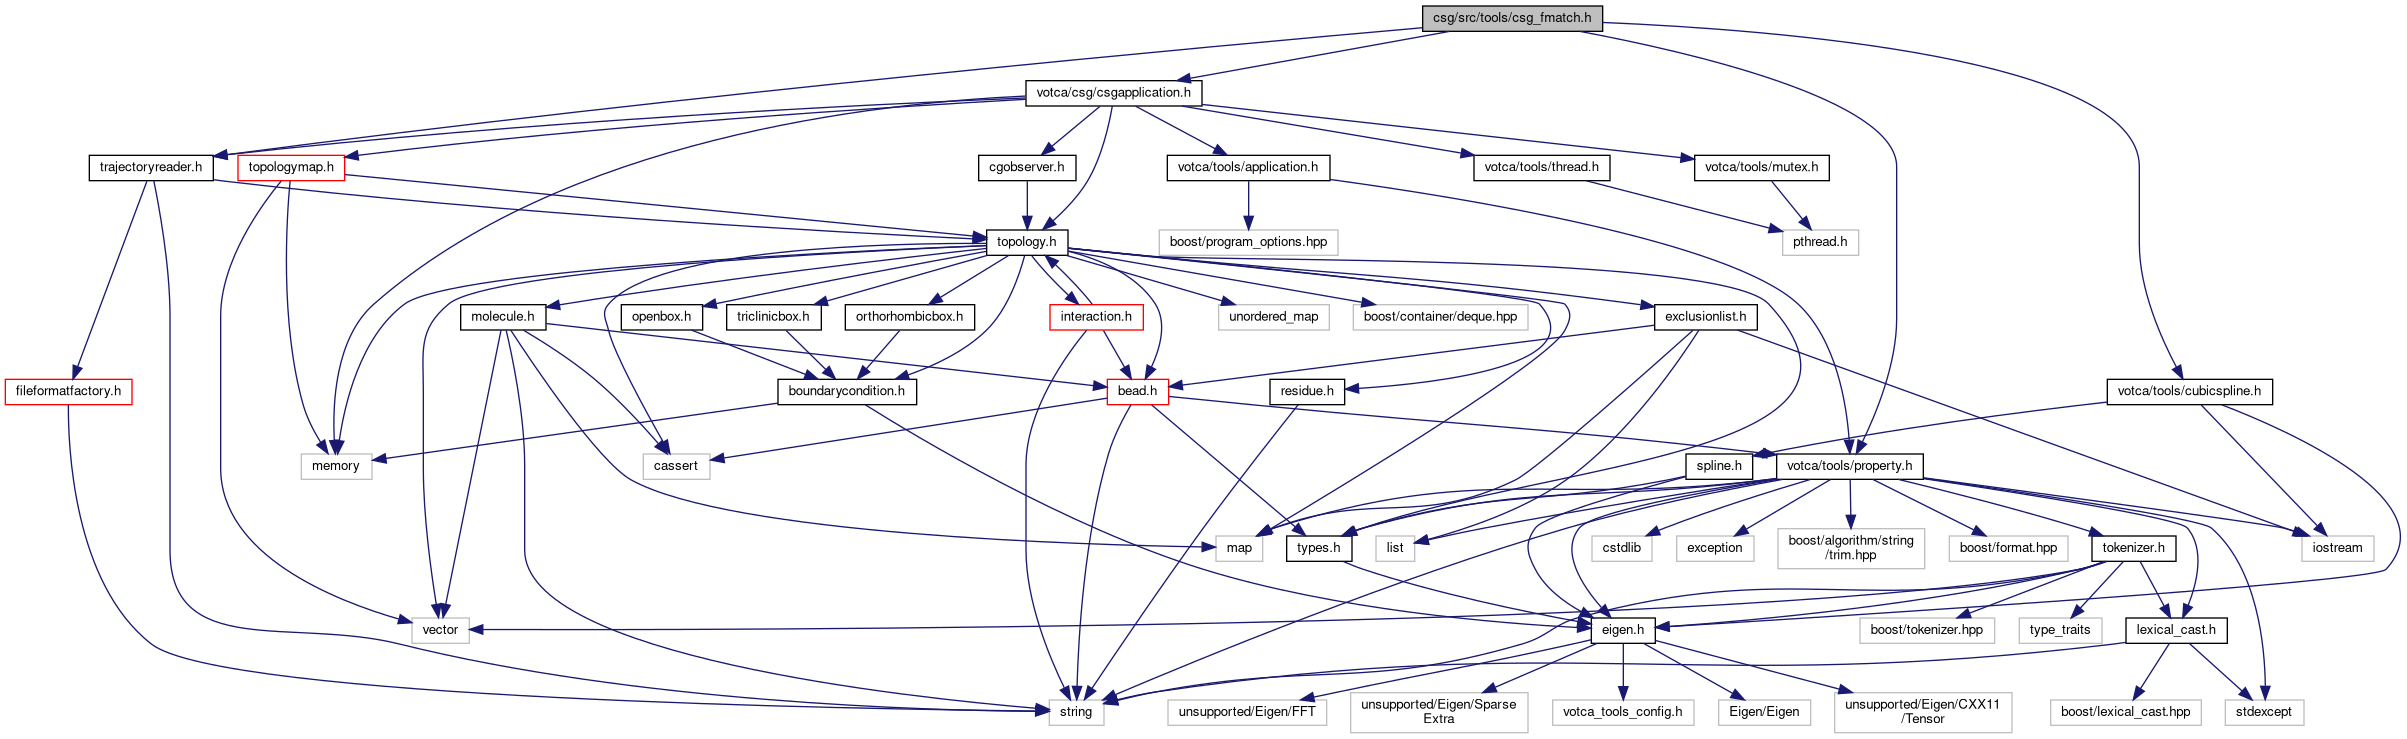 csg/src/tools/csg_fmatch.h
votca/csg/csgapplication.h
trajectoryreader.h
topologymap.h
cgobserver.h
votca/tools/application.h
votca/tools/thread.h
votca/tools/mutex.h
topology.h
boost/program_options.hpp
pthread.h
molecule.h
openbox.h
triclinicbox.h
orthorhombicbox.h
interaction.h
unordered_map
boost/container/deque.hpp
exclusionlist.h
fileformatfactory.h
boundarycondition.h
bead.h
residue.h
votca/tools/cubicspline.h
memory
cassert
spline.h
votca/tools/property.h
map
types.h
list
cstdlib
exception
boost/algorithm/string
/trim.hpp
boost/format.hpp
tokenizer.h
iostream
vector
eigen.h
boost/tokenizer.hpp
type_traits
lexical_cast.h
string
unsupported/Eigen/FFT
unsupported/Eigen/Sparse
Extra
votca_tools_config.h
Eigen/Eigen
unsupported/Eigen/CXX11
/Tensor
boost/lexical_cast.hpp
stdexcept